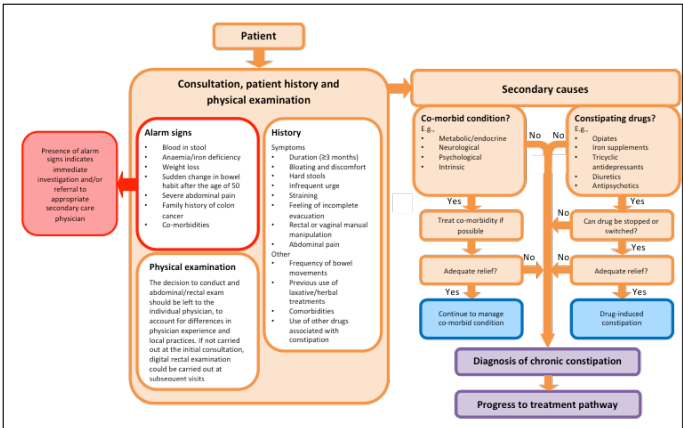 Patient
Consultation, patient history and
physical examination
Alarm signs
• Blood in stool
• Anaemia/iron deficiency
• Weight loss
• Sudden change in bowel
habit after the age of 50
• Severe abdominal pain
• Family history of colon
cancer
• Co-morbidities
Presence of alarm
signs indicates
immediate
investigation and/or
referral to
appropriate
secondary care
physician
Physical examination
The decision to conduct and
abdominal/rectal exam
should be left to the
individual physician, to
account for differences in
physician experience and
local practices. If not carried
out at the initial consultation,
digital rectal examination
could be carried out at
subsequent visits
History
Symptoms
• Duration (≥3 months)
• Bloating and discomfort
• Hard stools
• Infrequent urge
• Straining
• Feeling of incomplete
evacuation
• Rectal or vaginal manual
manipulation
• Abdominal pain
Other
• Frequency of bowel
movements
• Previous use of
laxative/herbal
treatments
• Comorbidities
• Use of other drugs
associated with
constipation
Secondary causes
Co-morbid condition?
E.g.,
• Metabolic/endocrine
• Neurological
• Psychological
• Intrinsic
No
No
Constipating drugs?
E.g.,
• Opiates
• Iron supplements
• Tricyclic
antidepressants
• Diuretics
• Antipsychotics
Yes
Yes
Treat co-morbidity if
possible
No
Can drug be stopped or
switched?
Yes
Adequate relief?
No
No
Adequate relief?
Yes
Yes
Continue to manage
co-morbid condition
Drug-induced
constipation
Diagnosis of chronic constipation
Progress to treatment pathway